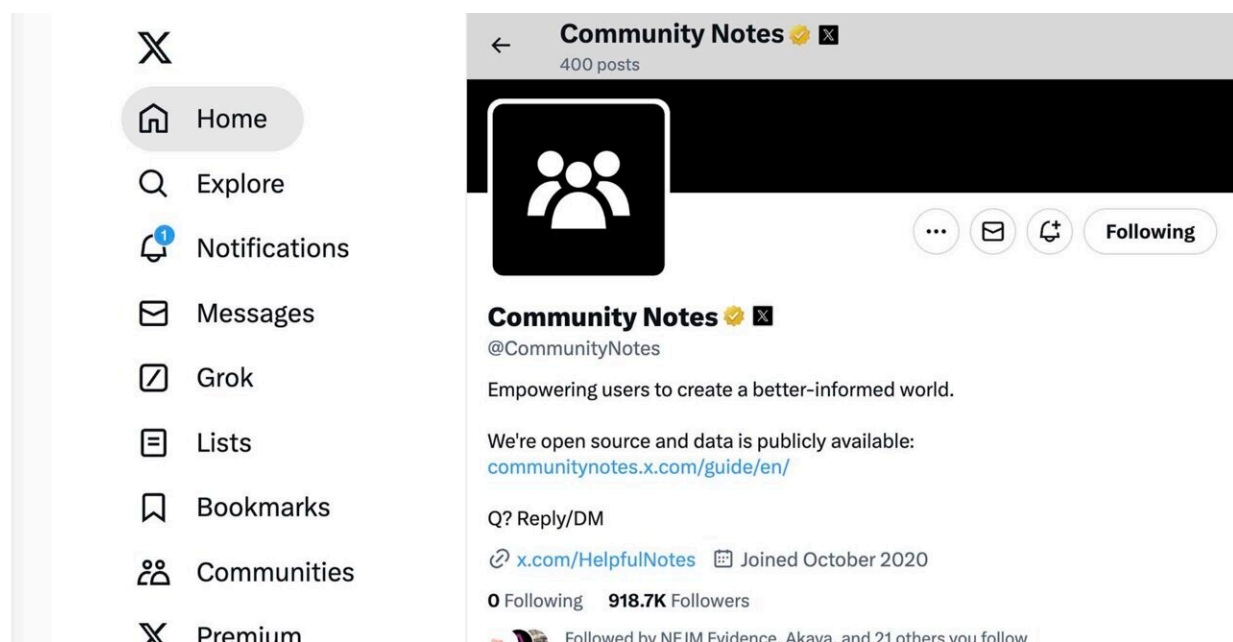 Home
Explore
1
Notifications
Messages
Grok
Lists
Bookmarks
Communities
Premium
Community Notes
400 posts
Following
Community Notes
@CommunityNotes
Empowering users to create a better-informed world.
We're open source and data is publicly available:
communitynotes.x.com/guide/en/
Q? Reply/DM
x.com/HelpfulNotes Joined October 2020
0 Following 918.7K Followers
Followed by NEJM Evidence, Akaya, and 21 others you follow